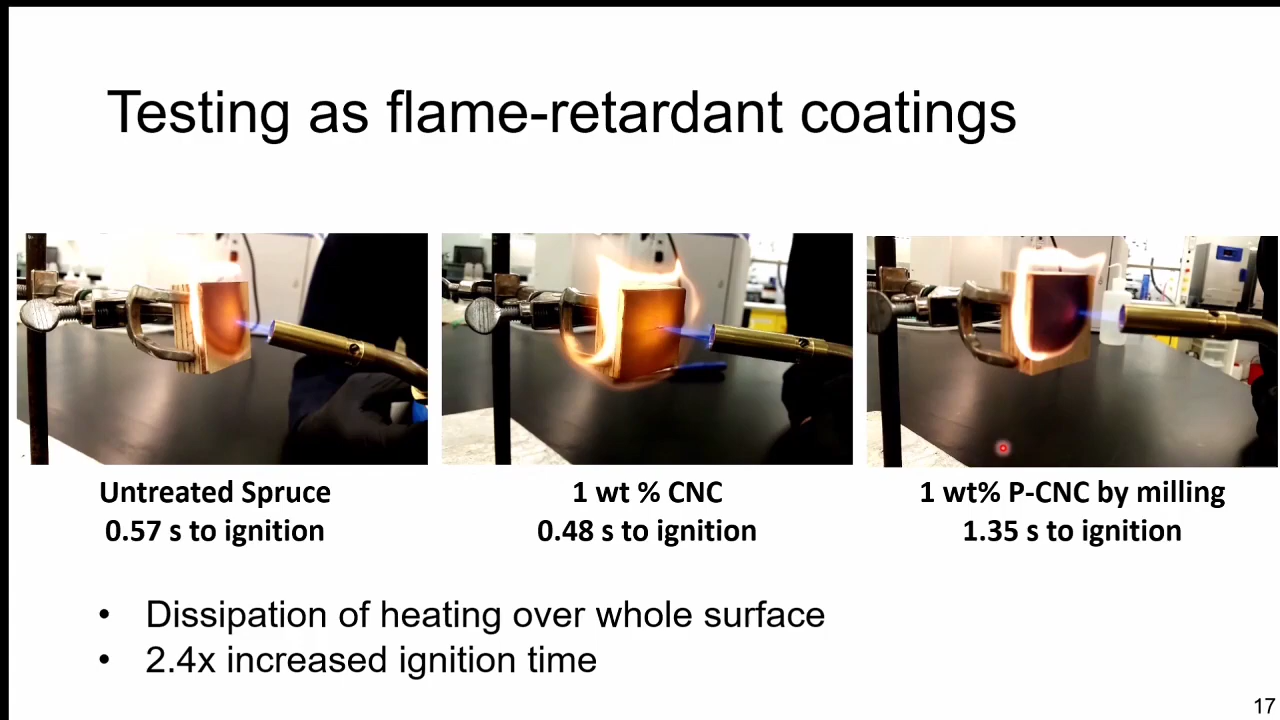 Testing as flame-retardant coatings
Untreated Spruce
0.57 s to ignition
1 wt % CNC
0.48 s to ignition
1 wt% P-CNC by milling
1.35 s to ignition
• Dissipation of heating over whole surface
• 2.4x increased ignition time
17